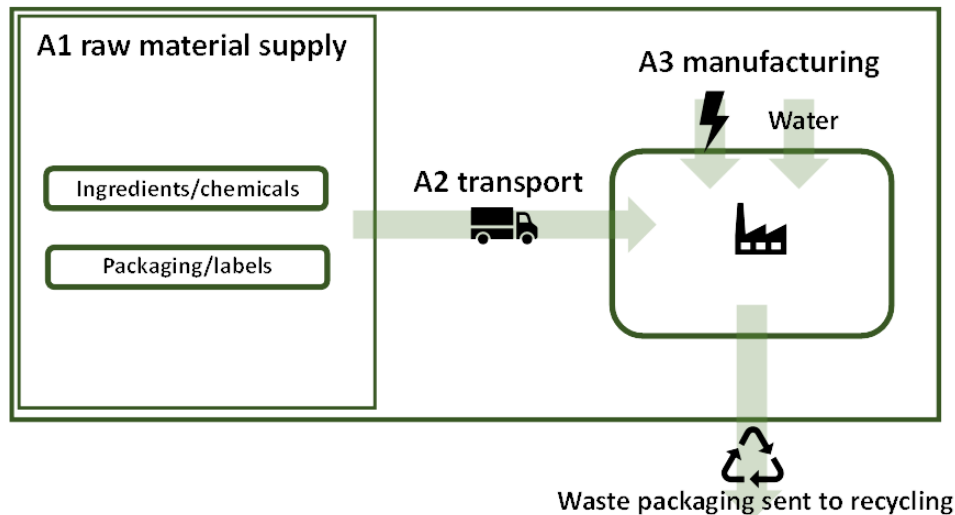 A1 raw material supply
A3 manufacturing
Water
Ingredients/chemicals
A2 transport
Packaging/labels
Waste packaging sent to recycling